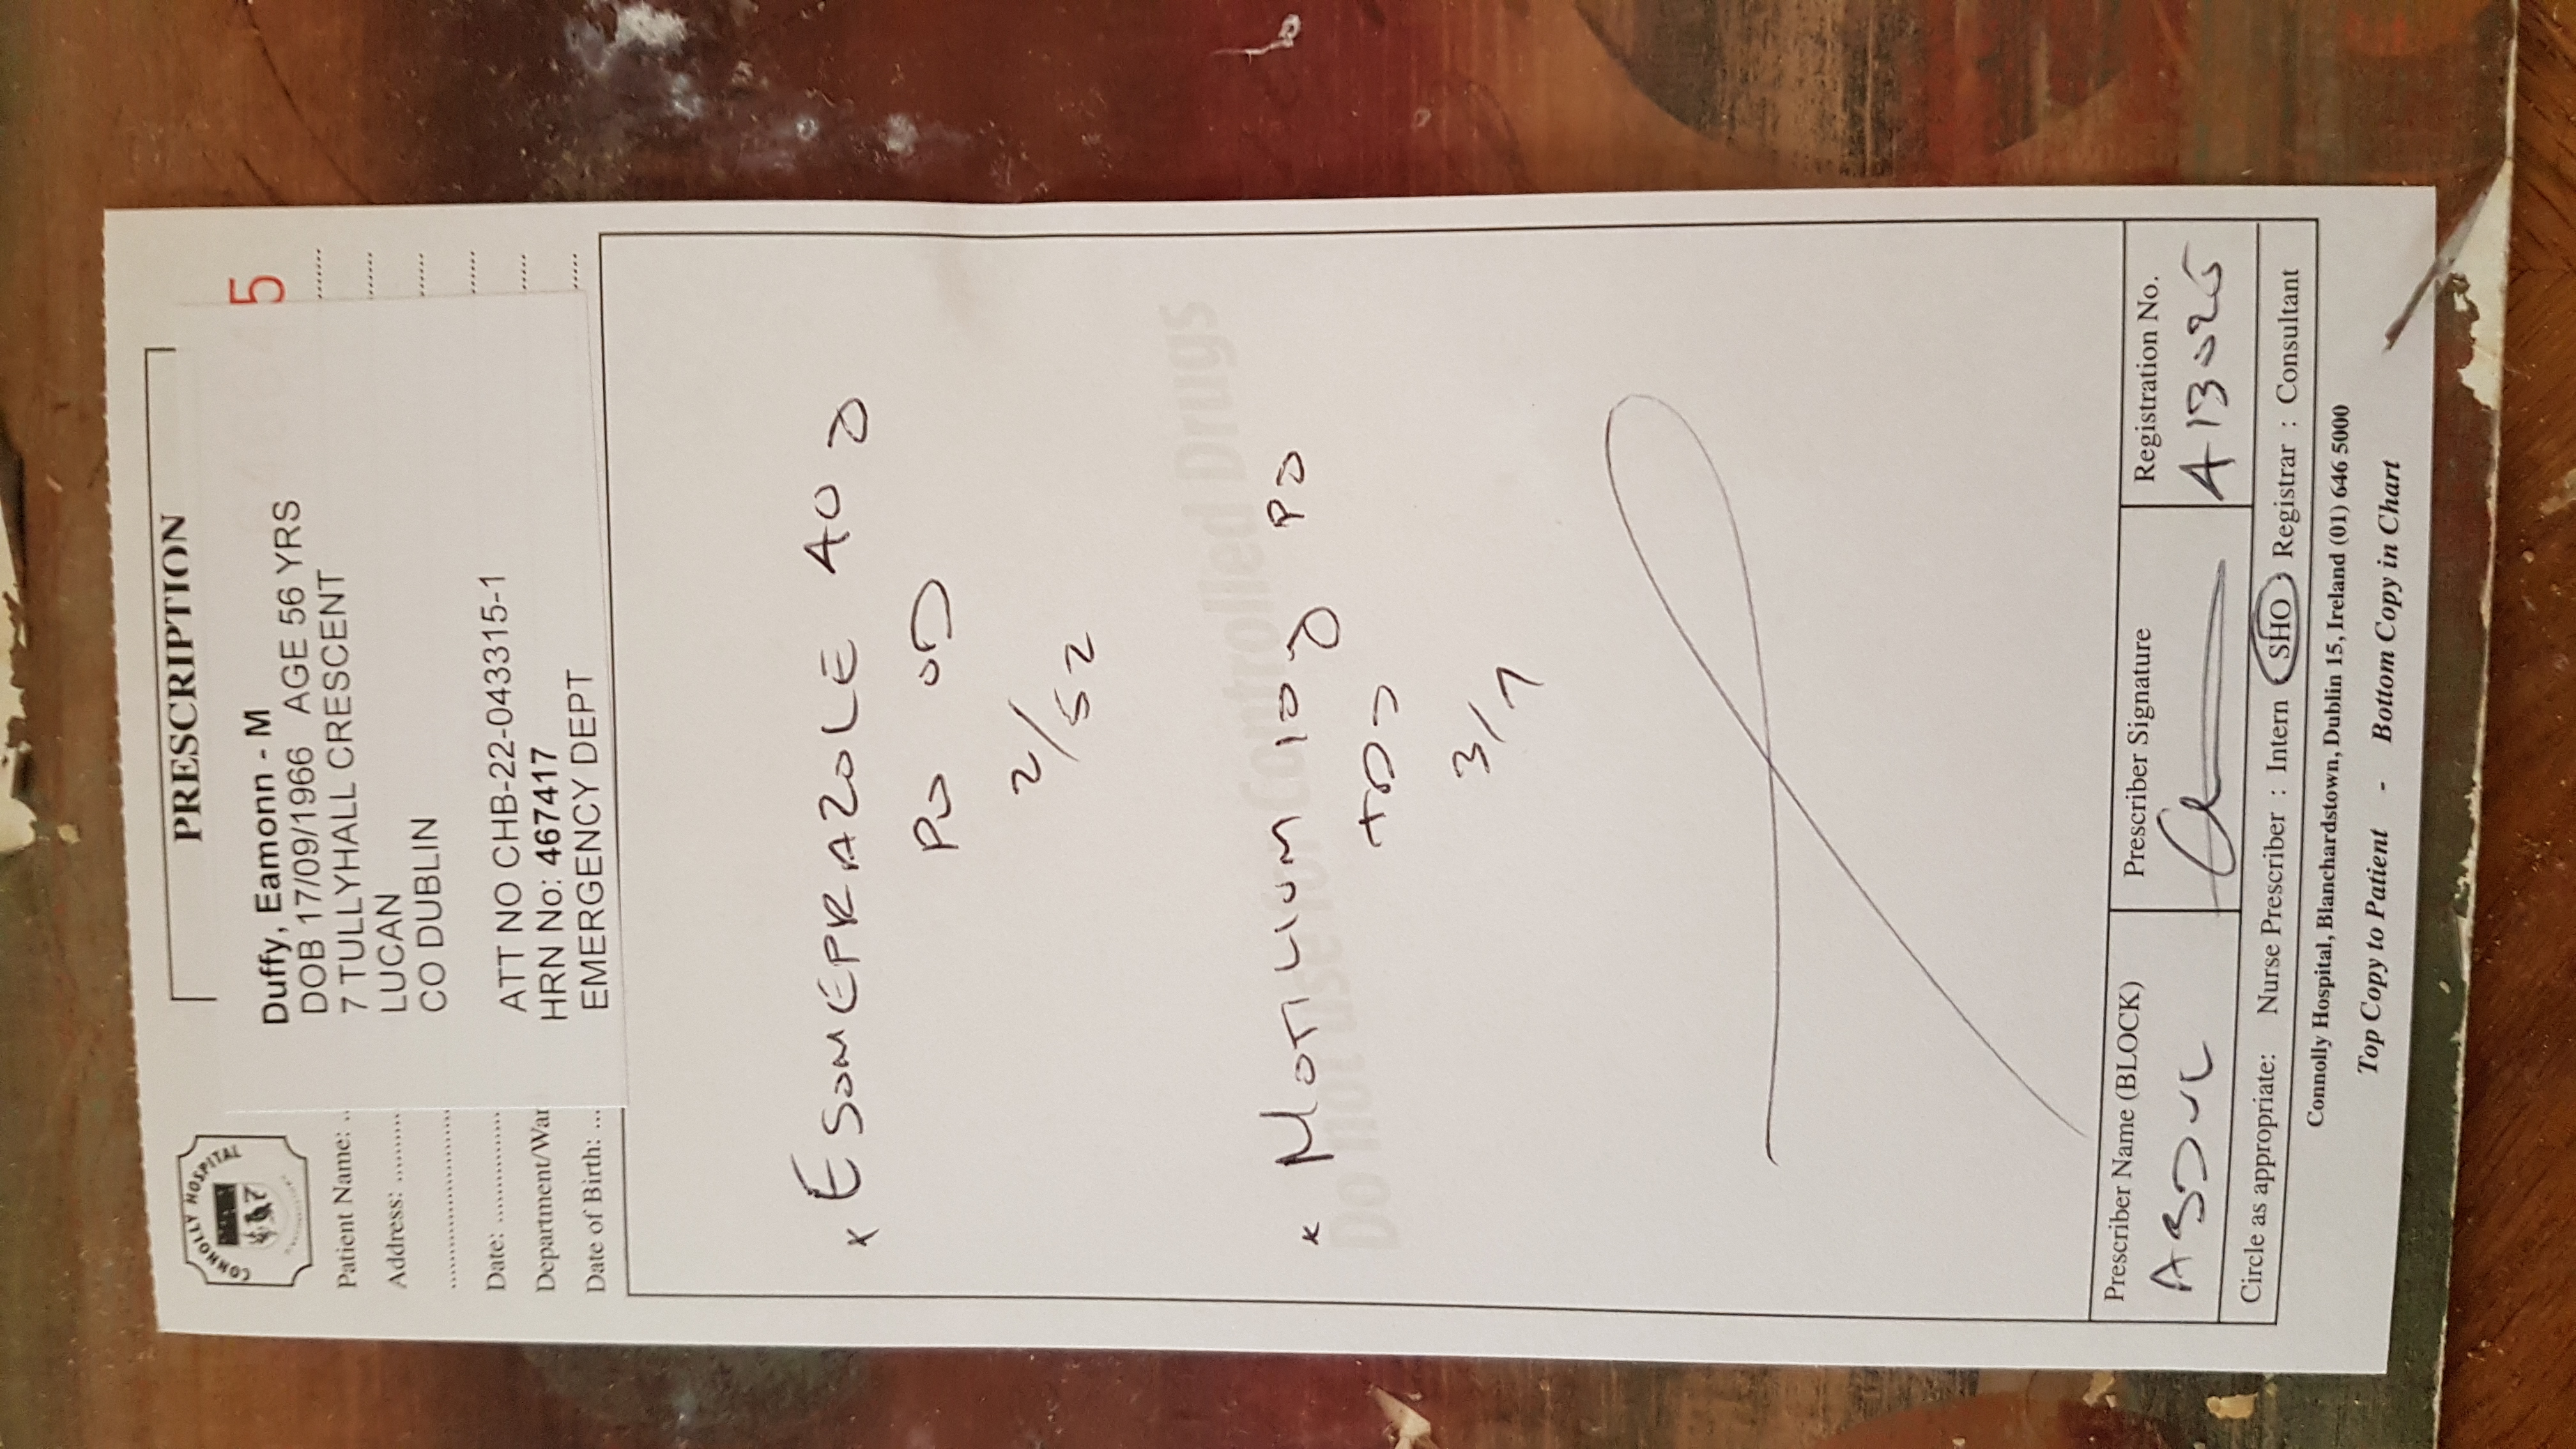 PRESCRIPTION
CONNOLLY HOSPITAL
5
Duffy, Eamonn - M
DOB 17/09/1966 AGE 56 YRS
Patient Name: ..
7 TULLYHALL CRESCENT
Address: ..........
LUCAN
CO DUBLIN
Date: ................
ATT NO CHB-22-043315-1
Department/War
HRN No: 467417
Date of Birth: ...
EMERGENCY DEPT
* ESOMEPRAZOLE 40g
PO OD
2/52
Do not use for Controlled Drugs
* MOTILIUM 10g PO
TDS
3/7
Prescriber Name (BLOCK)
Prescriber Signature
Registration No.
ABDUL
413025
Circle as appropriate: Nurse Prescriber : Intern SHO Registrar : Consultant
Connolly Hospital, Blanchardstown, Dublin 15, Ireland (01) 646 5000
Top Copy to Patient - Bottom Copy in Chart